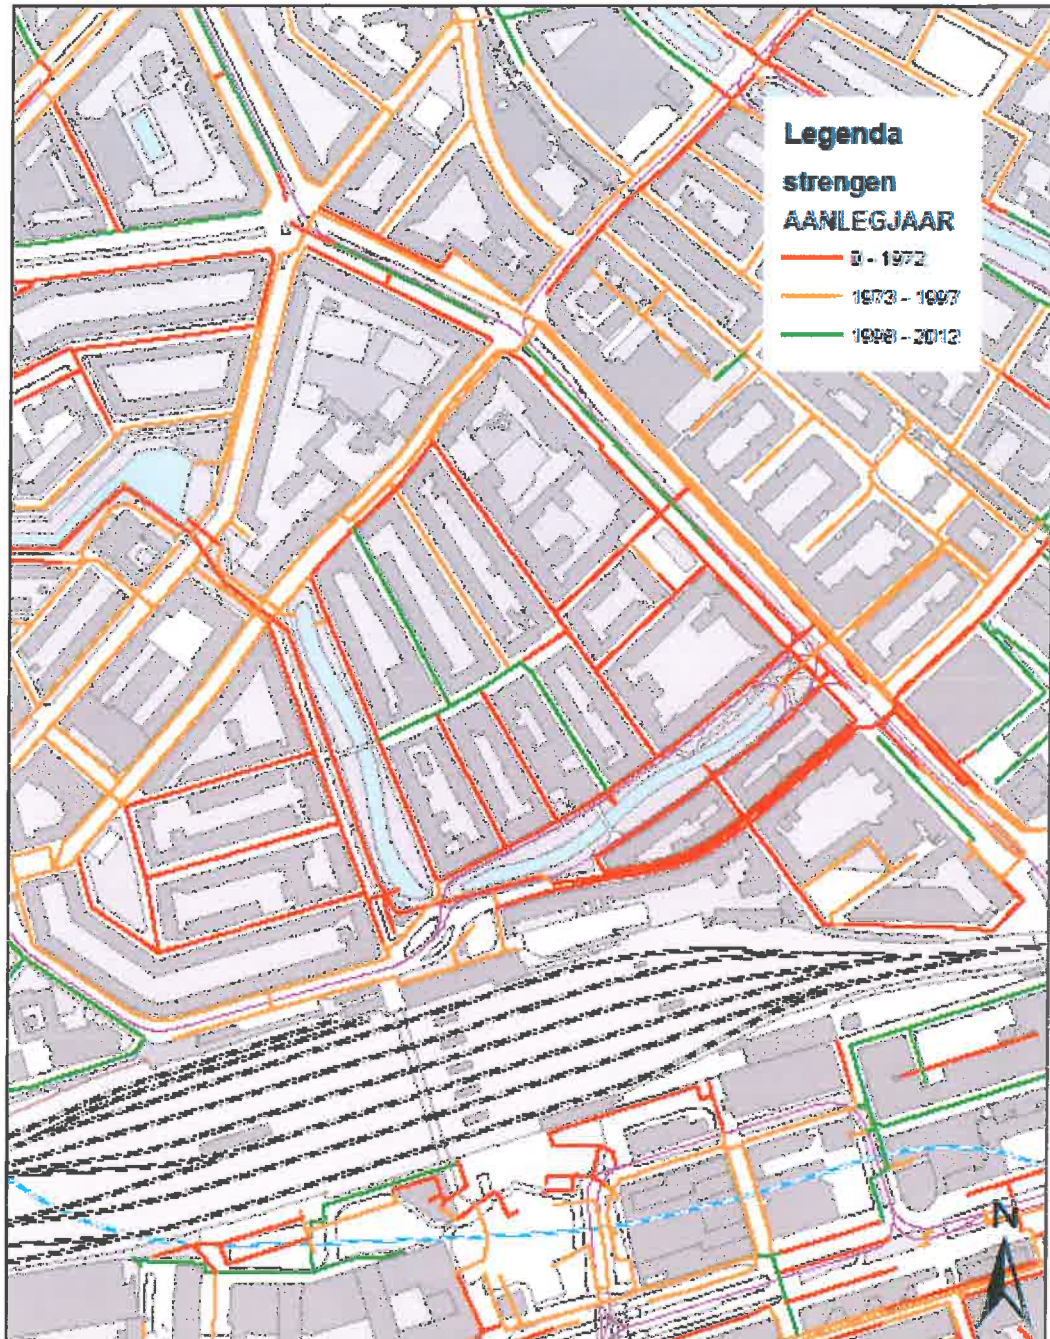 Legenda
strengen
AANLEGJAAR
0 - 1972
1973 - 1997
1998 - 2012
N